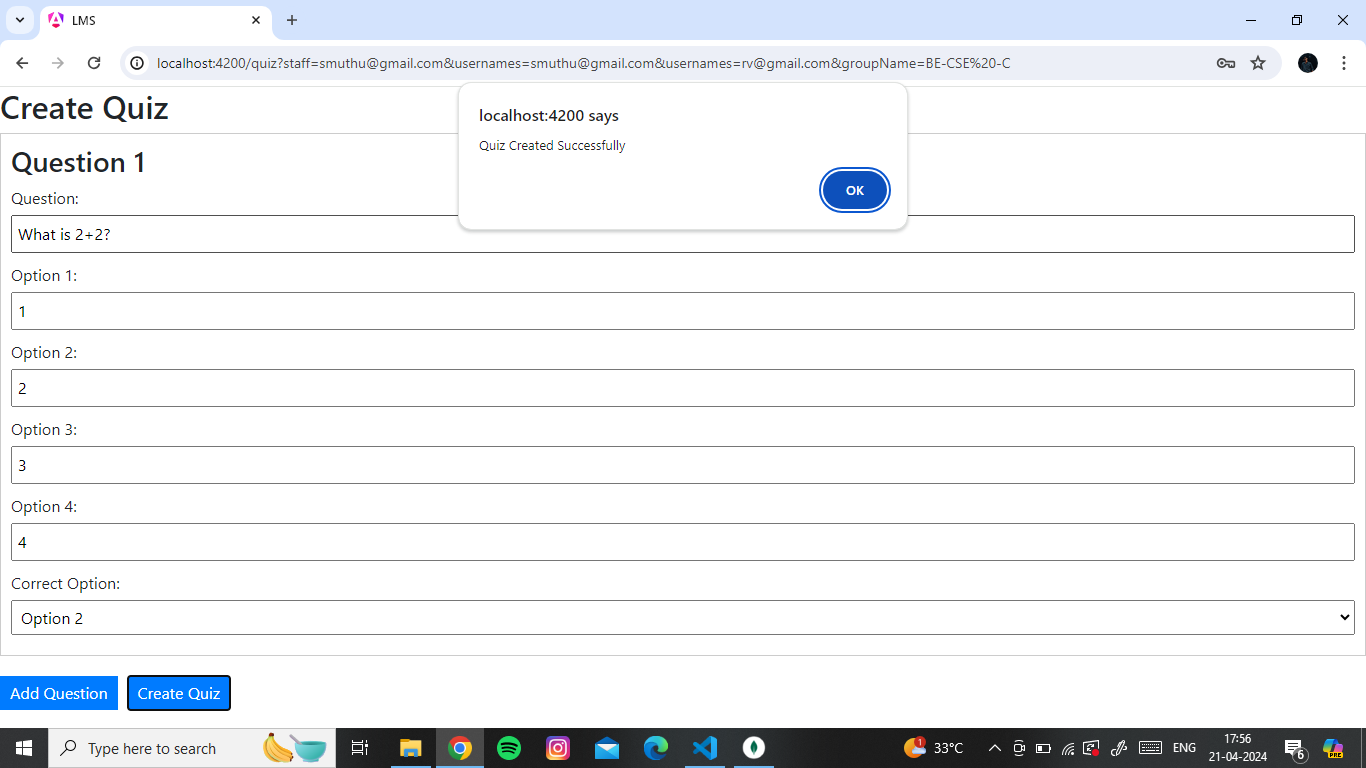 LMS
localhost:4200/quiz?staff=smuthu@gmail.com&usernames=smuthu@gmail.com&usernames=rv@gmail.com&groupName=BE-CSE%20-C
localhost:4200 says
Quiz Created Successfully
OK
Create Quiz
Question 1
Question:
What is 2+2?
Option 1:
1
Option 2:
2
Option 3:
3
Option 4:
4
Correct Option:
Option 2
Add Question
Create Quiz
Type here to search
1
33°C
ENG
17:56
21-04-2024
6
PRE